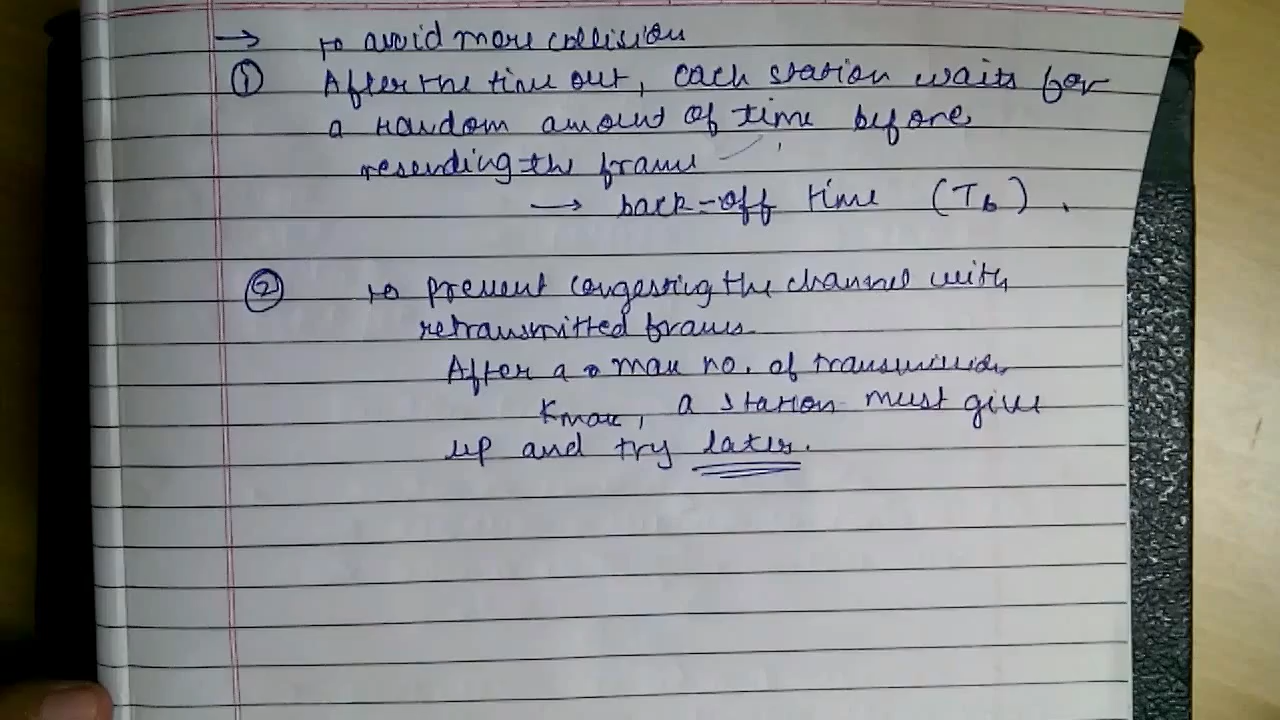 → to avoid more collision
① After the time out, each station waits for
a random amount of time before
resending the frame
→ back-off time (Tb).
② to prevent congesting the channel with
retransmitted frames
After a max no. of transmission
Kmax, a station must give
up and try later.